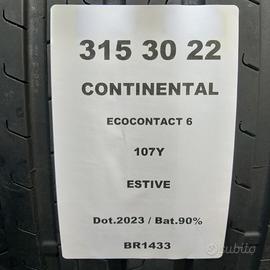 315 30 22
CONTINENTAL
ECOCONTACT 6
107Y
ESTIVE
Dot.2023 / Bat.90%
BR1433
subito